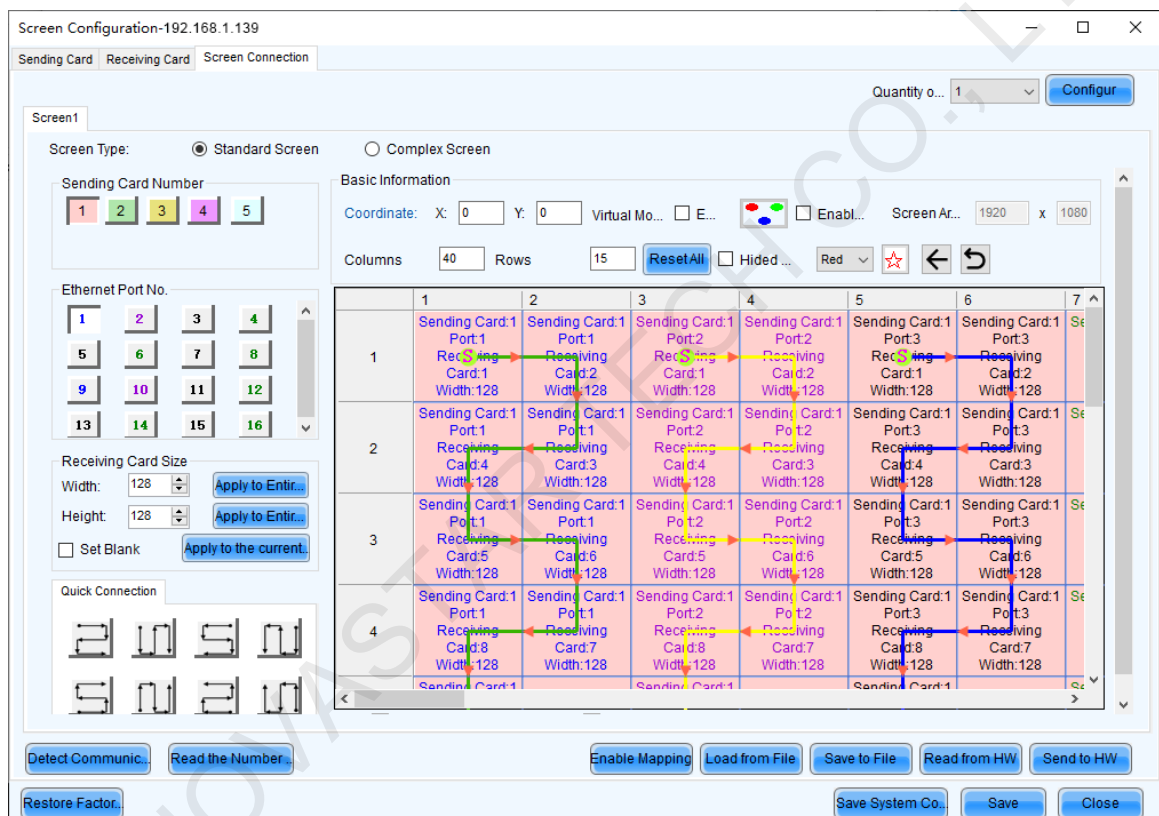 Screen Configuration-192.168.1.139
Sending Card Receiving Card Screen Connection
Quantity o... 1 Configur
Screen1
Screen Type: Standard Screen Complex Screen
Sending Card Number
1 2 3 4 5
Basic Information
Coordinate: X: 0 Y: 0 Virtual Mo... E... Enabl... Screen Ar... 1920 x 1080
Columns 40 Rows 15 Reset All Hided ... Red
Ethernet Port No.
1 2 3 4
5 6 7 8
9 10 11 12
13 14 15 16
Receiving Card Size
Width: 128 Apply to Entir...
Height: 128 Apply to Entir...
Set Blank Apply to the current..
Quick Connection
1 2 3 4 5 6 7
Sending Card:1 Sending Card:1 Sending Card:1 Sending Card:1 Sending Card:1 Sending Card:1 Se
Port:1 Port:1 Port:2 Port:2 Port:3 Port:3
1 Receiving Receiving Receiving Receiving Receiving Receiving
S S S
Card:1 Card:2 Card:1 Card:2 Card:1 Card:2
Width:128 Width:128 Width:128 Width:128 Width:128 Width:128
Sending Card:1 Sending Card:1 Sending Card:1 Sending Card:1 Sending Card:1 Sending Card:1 Se
Port:1 Port:1 Port:2 Port:2 Port:3 Port:3
2 Receiving Receiving Receiving Receiving Receiving Receiving
Card:4 Card:3 Card:4 Card:3 Card:4 Card:3
Width:128 Width:128 Width:128 Width:128 Width:128 Width:128
Sending Card:1 Sending Card:1 Sending Card:1 Sending Card:1 Sending Card:1 Sending Card:1 Se
Port:1 Port:1 Port:2 Port:2 Port:3 Port:3
3 Receiving Receiving Receiving Receiving Receiving Receiving
Card:5 Card:6 Card:5 Card:6 Card:5 Card:6
Width:128 Width:128 Width:128 Width:128 Width:128 Width:128
Sending Card:1 Sending Card:1 Sending Card:1 Sending Card:1 Sending Card:1 Sending Card:1 Se
Port:1 Port:1 Port:2 Port:2 Port:3 Port:3
4 Receiving Receiving Receiving Receiving Receiving Receiving
Card:8 Card:7 Card:8 Card:7 Card:8 Card:7
Width:128 Width:128 Width:128 Width:128 Width:128 Width:128
Sending Card:1 Sending Card:1 Sending Card:1 Se
Detect Communic... Read the Number .. Enable Mapping Load from File Save to File Read from HW Send to HW
Restore Factor... Save System Co.. Save Close
NOVASTAR TECH CO., L